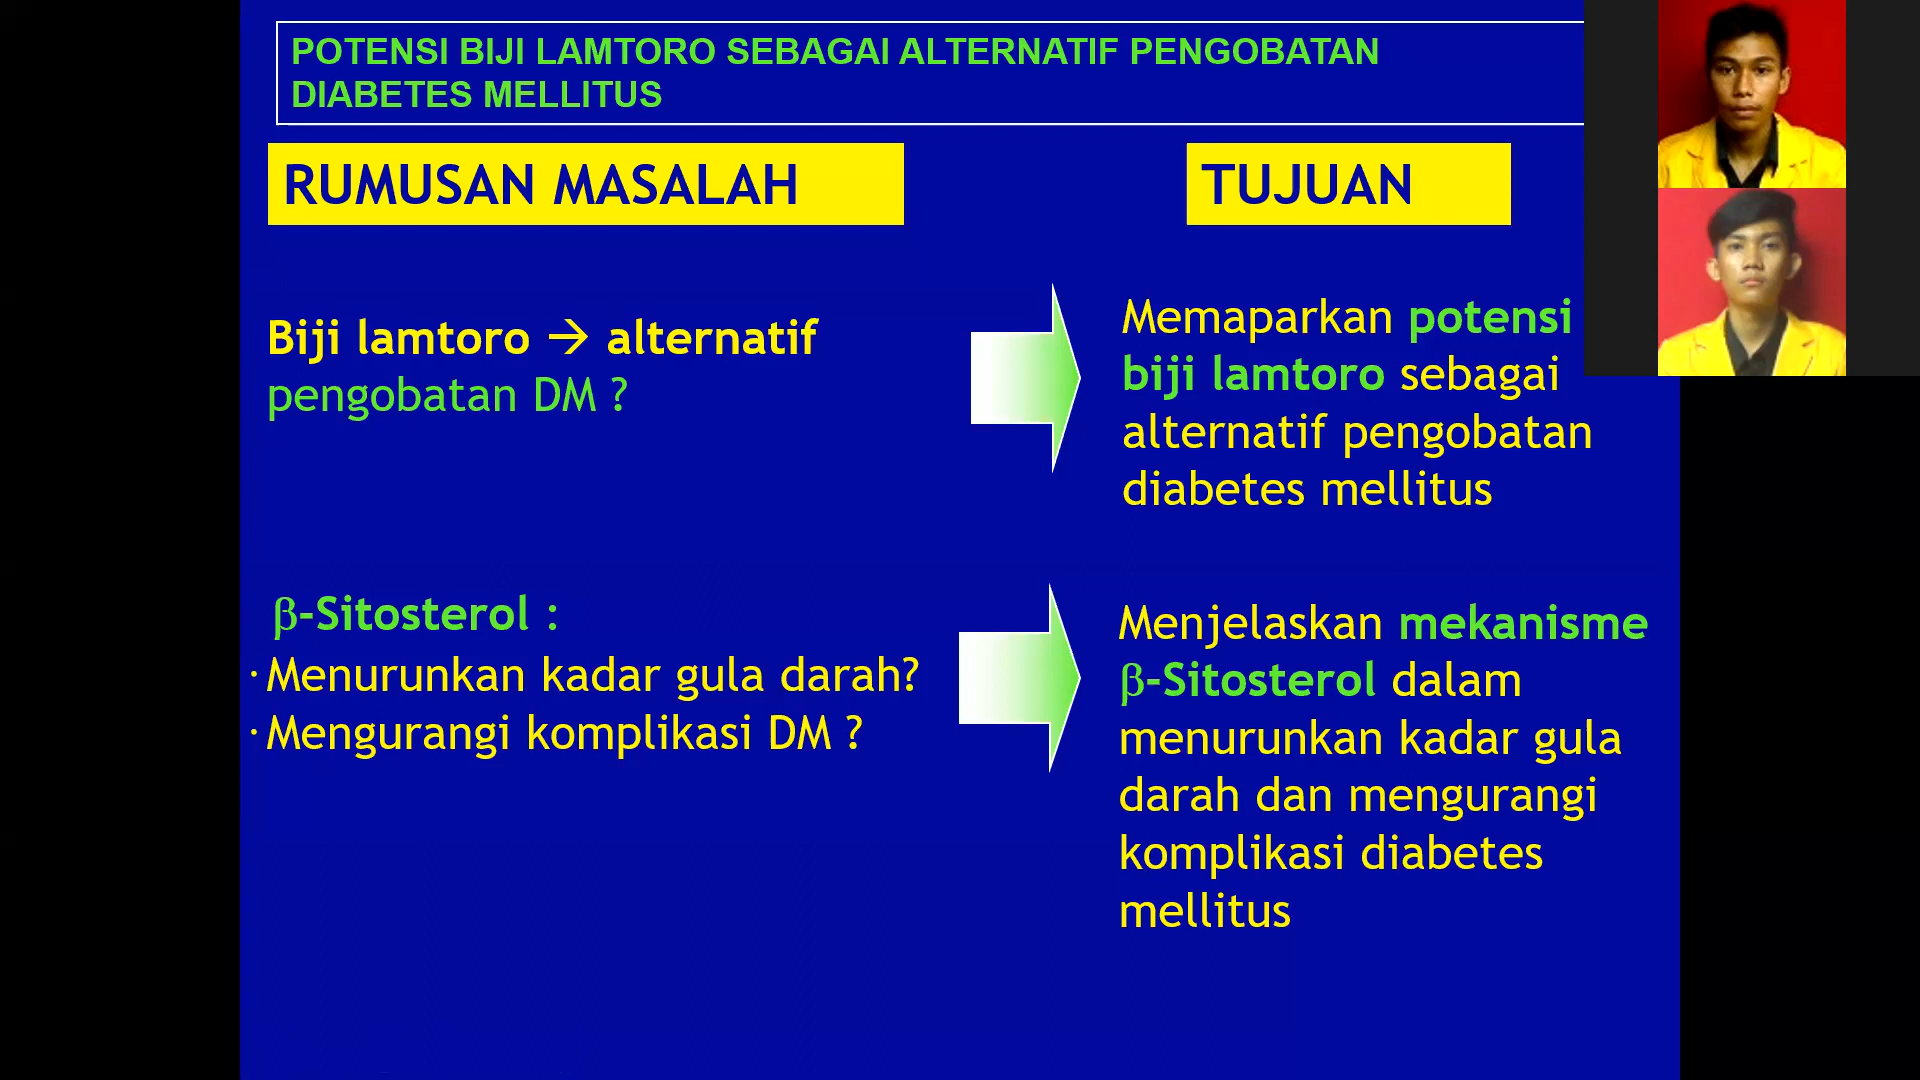 POTENSI BIJI LAMTORO SEBAGAI ALTERNATIF PENGOBATAN
DIABETES MELLITUS
RUMUSAN MASALAH
Biji lamtoro → alternatif
pengobatan DM ?
β-Sitosterol :
· Menurunkan kadar gula darah?
· Mengurangi komplikasi DM ?
TUJUAN
Memaparkan potensi
biji lamtoro sebagai
alternatif pengobatan
diabetes mellitus
Menjelaskan mekanisme
β-Sitosterol dalam
menurunkan kadar gula
darah dan mengurangi
komplikasi diabetes
mellitus